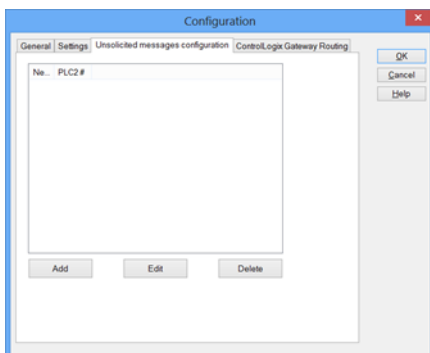 Configuration
General Settings Unsolicited messages configuration ControlLogix Gateway Routing
OK
Cancel
Help
Ne... PLC2#
Add Edit Delete